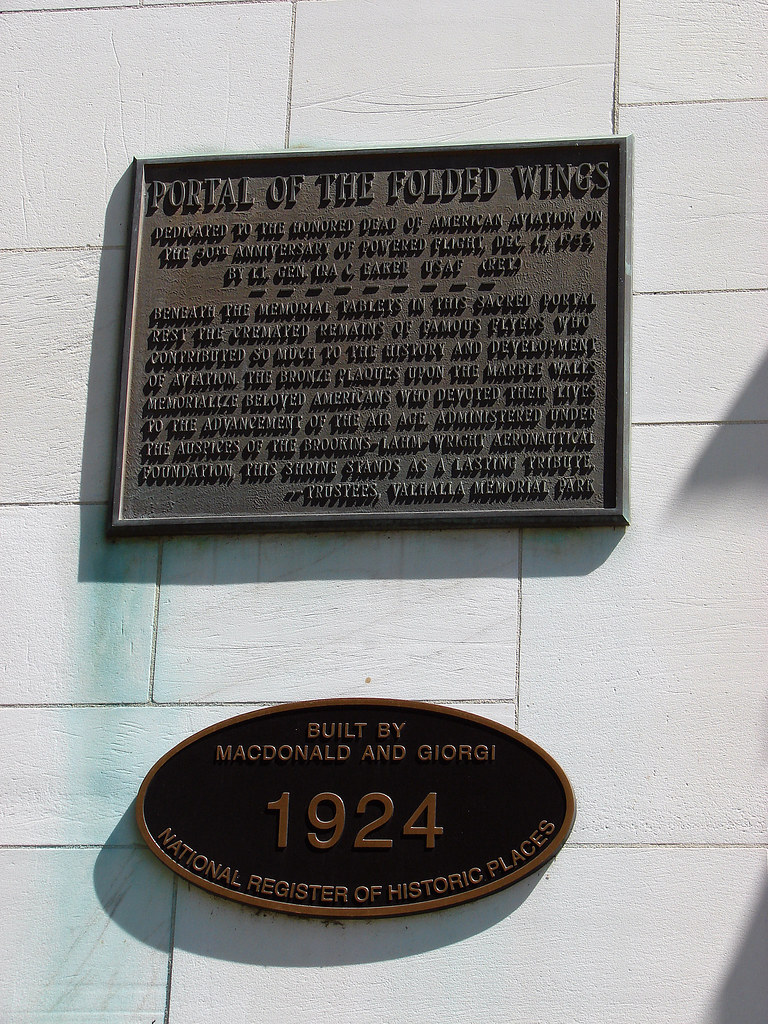 PORTAL OF THE FOLDED WINGS
DEDICATED TO THE HONORED DEAD OF AMERICAN AVIATION ON
THE 50TH ANNIVERSARY OF POWERED FLIGHT, DEC. 17, 1953,
BY LT. GEN. IRA C. EAKER USAF (RET.)
BENEATH THE MEMORIAL TABLETS IN THIS SACRED PORTAL
REST THE CREMATED REMAINS OF FAMOUS FLYERS WHO
CONTRIBUTED SO MUCH TO THE HISTORY AND DEVELOPMENT
OF AVIATION. THE BRONZE PLAQUES UPON THE MARBLE WALLS
MEMORIALIZE BELOVED AMERICANS WHO DEVOTED THEIR LIVES
TO THE ADVANCEMENT OF THE AIR AGE. ADMINISTERED UNDER
THE AUSPICES OF THE BROOKINS-LAHM-WRIGHT AERONAUTICAL
FOUNDATION, THIS SHRINE STANDS AS A LASTING TRIBUTE.
--TRUSTEES, VALHALLA MEMORIAL PARK
BUILT BY
MACDONALD AND GIORGI
1924
NATIONAL REGISTER OF HISTORIC PLACES